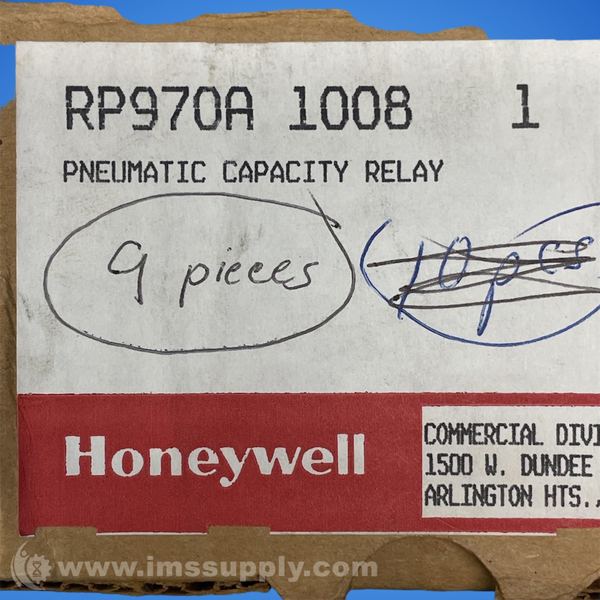 RP970A 1008 1
PNEUMATIC CAPACITY RELAY
9 pieces
10 pcs
Honeywell
COMMERCIAL DIVI
1500 W. DUNDEE
ARLINGTON HTS.,
www.imssupply.com